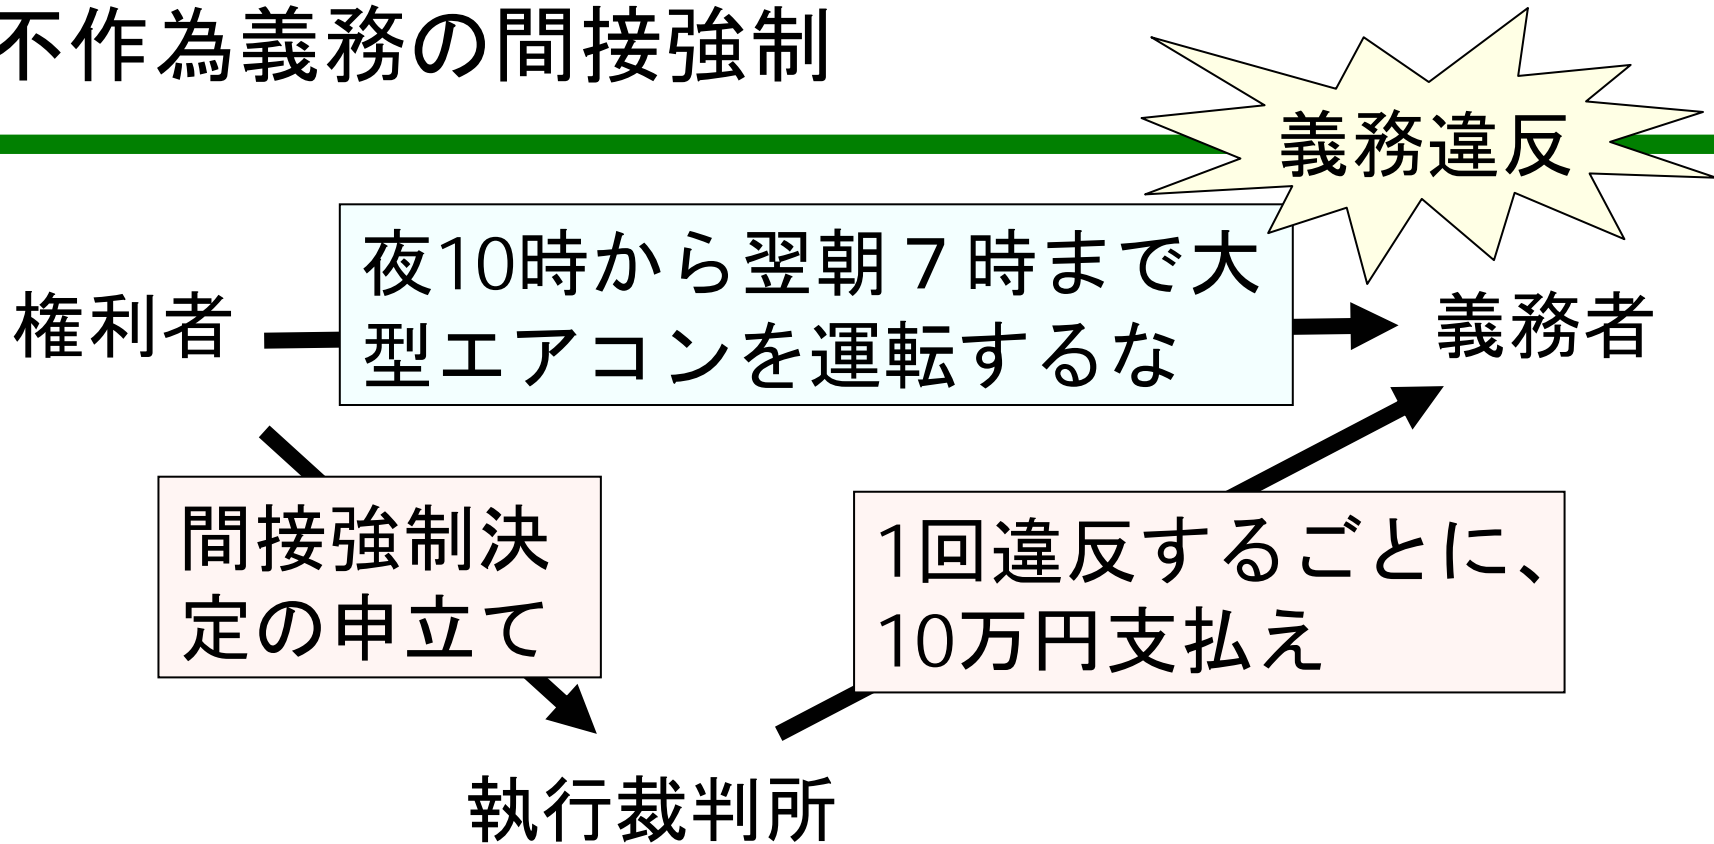 不作為義務の間接強制
義務違反
夜10時から翌朝７時まで大
型エアコンを運転するな
権利者
義務者
間接強制決
定の申立て
1回違反するごとに、
10万円支払え
執行裁判所